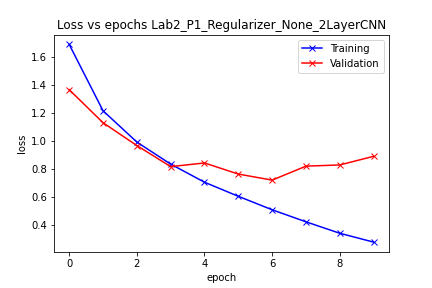 Loss vs epochs Lab2_P1_Regularizer_None_2LayerCNN
Training
Validation
loss
1.6
1.4
1.2
1.0
0.8
0.6
0.4
0 2 4 6 8
epoch